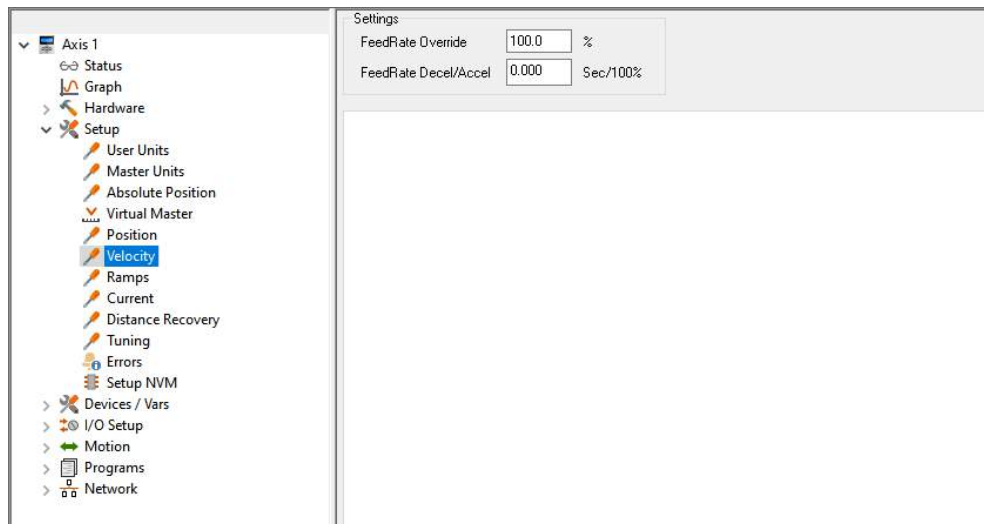 Axis 1
Status
Graph
Hardware
Setup
User Units
Master Units
Absolute Position
Virtual Master
Position
Velocity
Ramps
Current
Distance Recovery
Tuning
Errors
Setup NVM
Devices / Vars
I/O Setup
Motion
Programs
Network
Settings
FeedRate Override 100.0 %
FeedRate Decel/Accel 0.000 Sec/100%